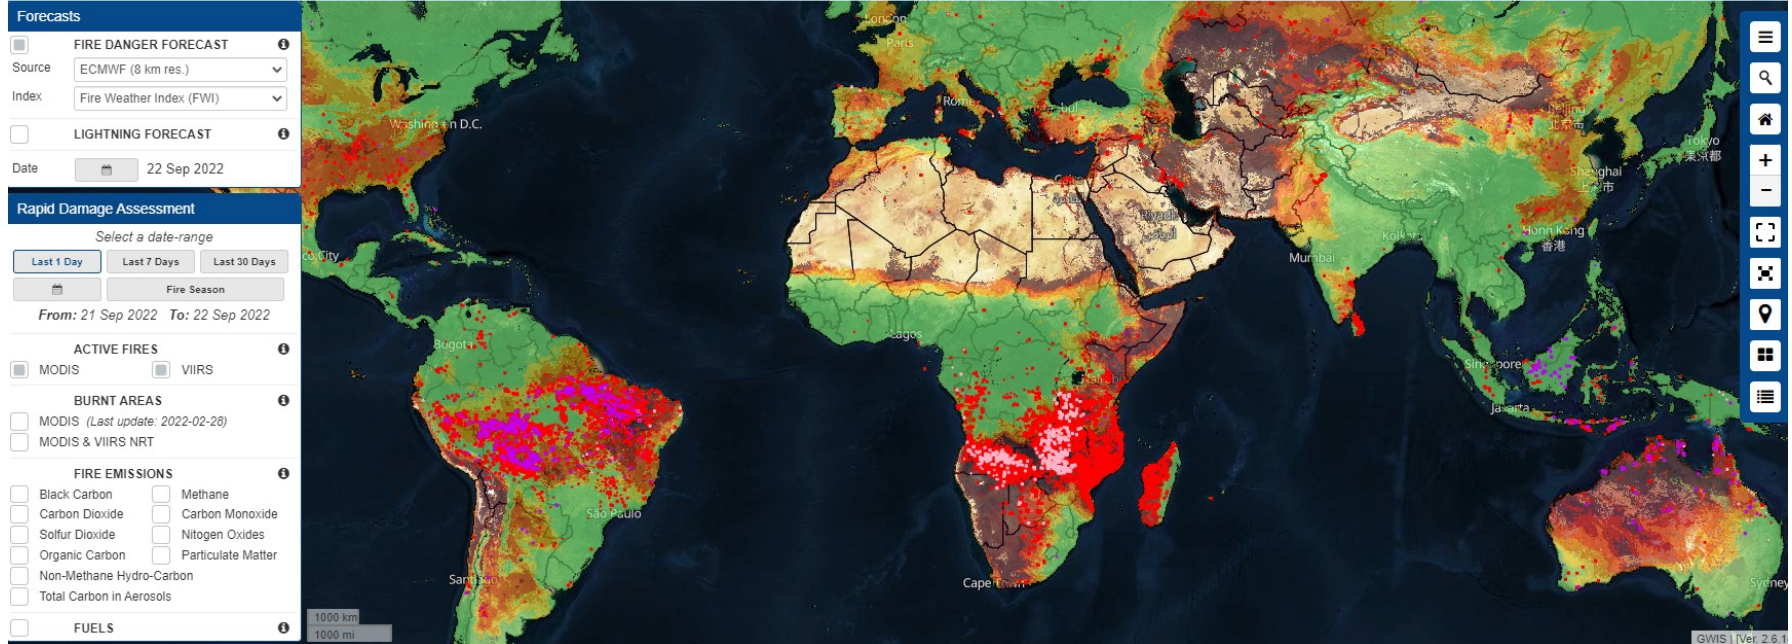 Forecasts
FIRE DANGER FORECAST
Source ECMWF (8 km res.)
Index Fire Weather Index (FWI)
LIGHTNING FORECAST
Date 22 Sep 2022
Rapid Damage Assessment
Select a date-range
Last 1 Day Last 7 Days Last 30 Days
Fire Season
From: 21 Sep 2022 To: 22 Sep 2022
ACTIVE FIRES
MODIS VIIRS
BURNT AREAS
MODIS (Last update: 2022-02-28)
MODIS & VIIRS NRT
FIRE EMISSIONS
Black Carbon Methane
Carbon Dioxide Carbon Monoxide
Solfur Dioxide Nitogen Oxides
Organic Carbon Particulate Matter
Non-Methane Hydro-Carbon
Total Carbon in Aerosols
FUELS
London
Paris
Washington D.C.
Beijing
北京市
Tokyo
東京都
Shanghai
上海市
Hong Kong
香港
Mumbai
Lagos
Bogota
Singapore
Jakarta
São Paulo
Santiago
Cape
Sydney
1000 km
1000 mi
GWIS | [Ver. 2.6.1